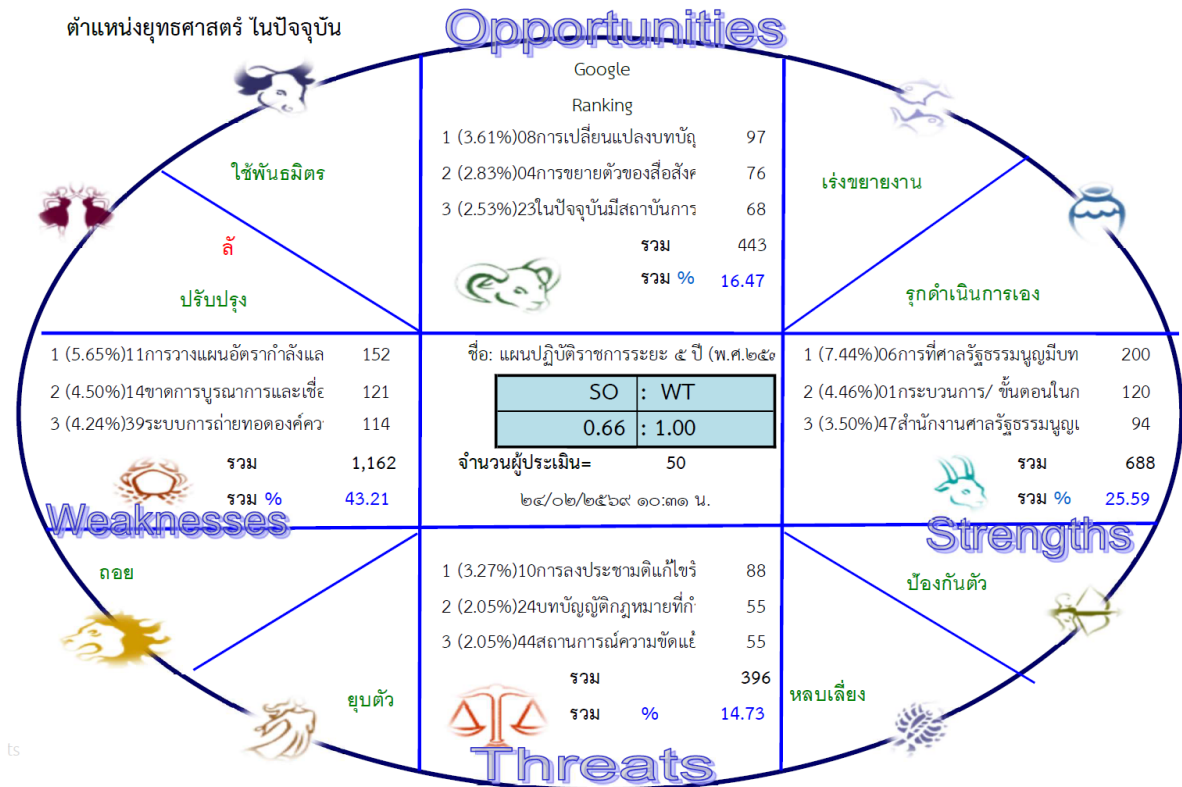 ตำแหน่งยุทธศาสตร์ ในปัจจุบัน
Opportunities
Google
Ranking
1 (3.61%)08การเปลี่ยนแปลงบทบัญ 97
2 (2.83%)04การขยายตัวของสื่อสังค 76
3 (2.53%)23ในปัจจุบันมีสถาบันการ 68
รวม 443
รวม % 16.47
ใช้พันธมิตร
ลั
ปรับปรุง
เร่งขยายงาน
รุกดำเนินการเอง
1 (5.65%)11การวางแผนอัตรากำลังแล 152
2 (4.50%)14ขาดการบูรณาการและเชื่อ 121
3 (4.24%)39ระบบการถ่ายทอดองค์ควา 114
รวม 1,162
รวม % 43.21
Weaknesses
ชื่อ: แผนปฏิบัติราชการระยะ ๕ ปี (พ.ศ.๒๕๗
SO : WT
0.66 : 1.00
จำนวนผู้ประเมิน= 50
๒๔/๐๒/๒๕๖๙ ๑๐:๓๑ น.
1 (7.44%)06การที่ศาลรัฐธรรมนูญมีบท 200
2 (4.46%)01กระบวนการ/ ขั้นตอนในก 120
3 (3.50%)47สำนักงานศาลรัฐธรรมนูญเ 94
รวม 688
รวม % 25.59
Strengths
ถอย
ยุบตัว
1 (3.27%)10การลงประชามติแก้ไขรั 88
2 (2.05%)24บทบัญญัติกฎหมายที่กำ 55
3 (2.05%)44สถานการณ์ความขัดแย้ 55
รวม 396
รวม % 14.73
Threats
ป้องกันตัว
หลบเลี่ยง
ts